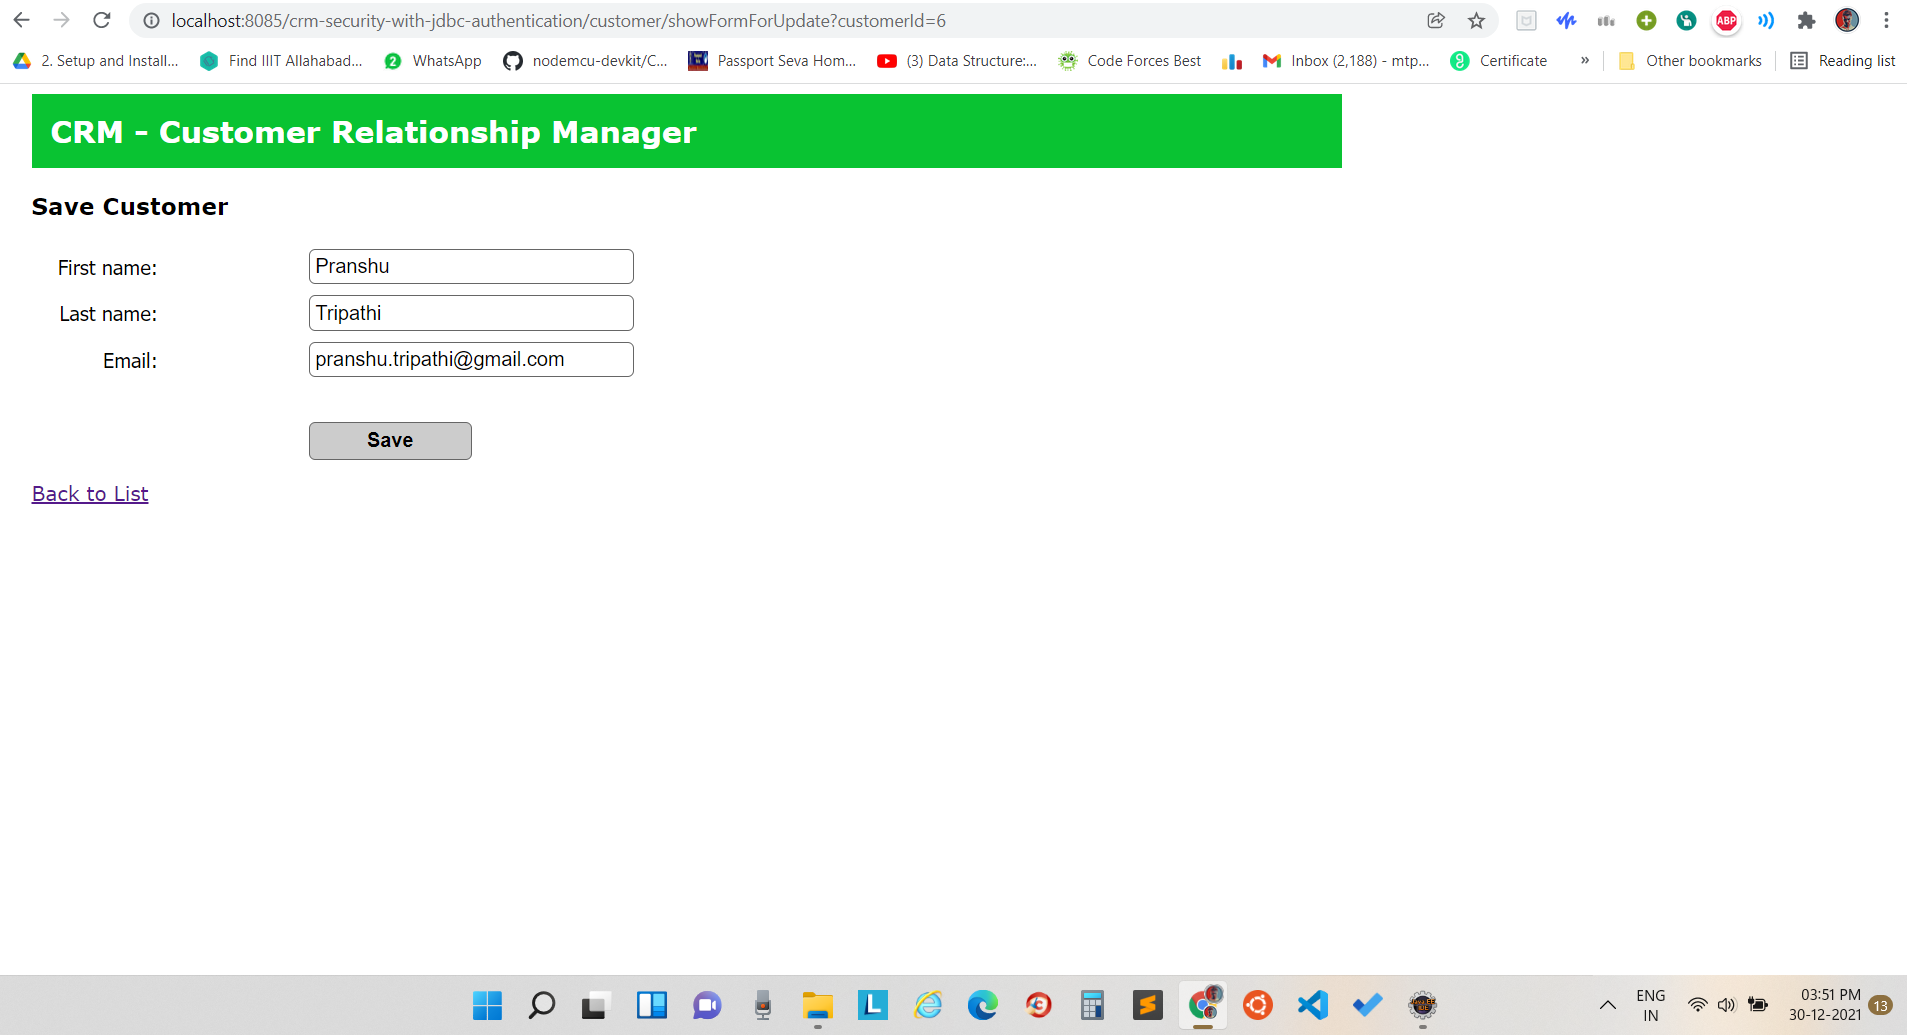 localhost:8085/crm-security-with-jdbc-authentication/customer/showFormForUpdate?customerId=6
ABP
2. Setup and Install... Find IIIT Allahabad... 2 WhatsApp nodemcu-devkit/C... Passport Seva Hom... (3) Data Structure:... Code Forces Best Inbox (2,188) - mtp... Certificate » Other bookmarks Reading list
CRM - Customer Relationship Manager
Save Customer
First name: Pranshu
Last name: Tripathi
Email: pranshu.tripathi@gmail.com
Save
Back to List
L
ENG
IN
03:51 PM
30-12-2021
13